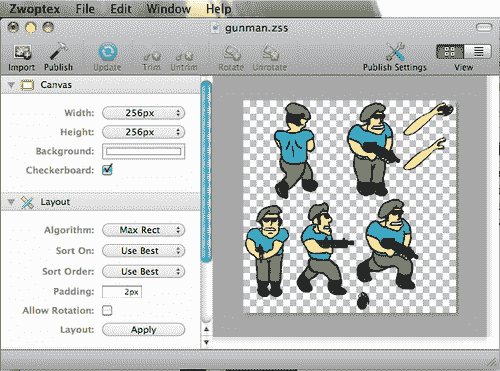 Zwoptex File Edit Window Help
gunman.zss
Import Publish Update Trim Untrim Rotate Unrotate Publish Settings View
Canvas
Width: 256px
Height: 256px
Background:
Checkerboard:
Layout
Algorithm: Max Rect
Sort On: Use Best
Sort Order: Use Best
Padding: 2px
Allow Rotation:
Layout: Apply